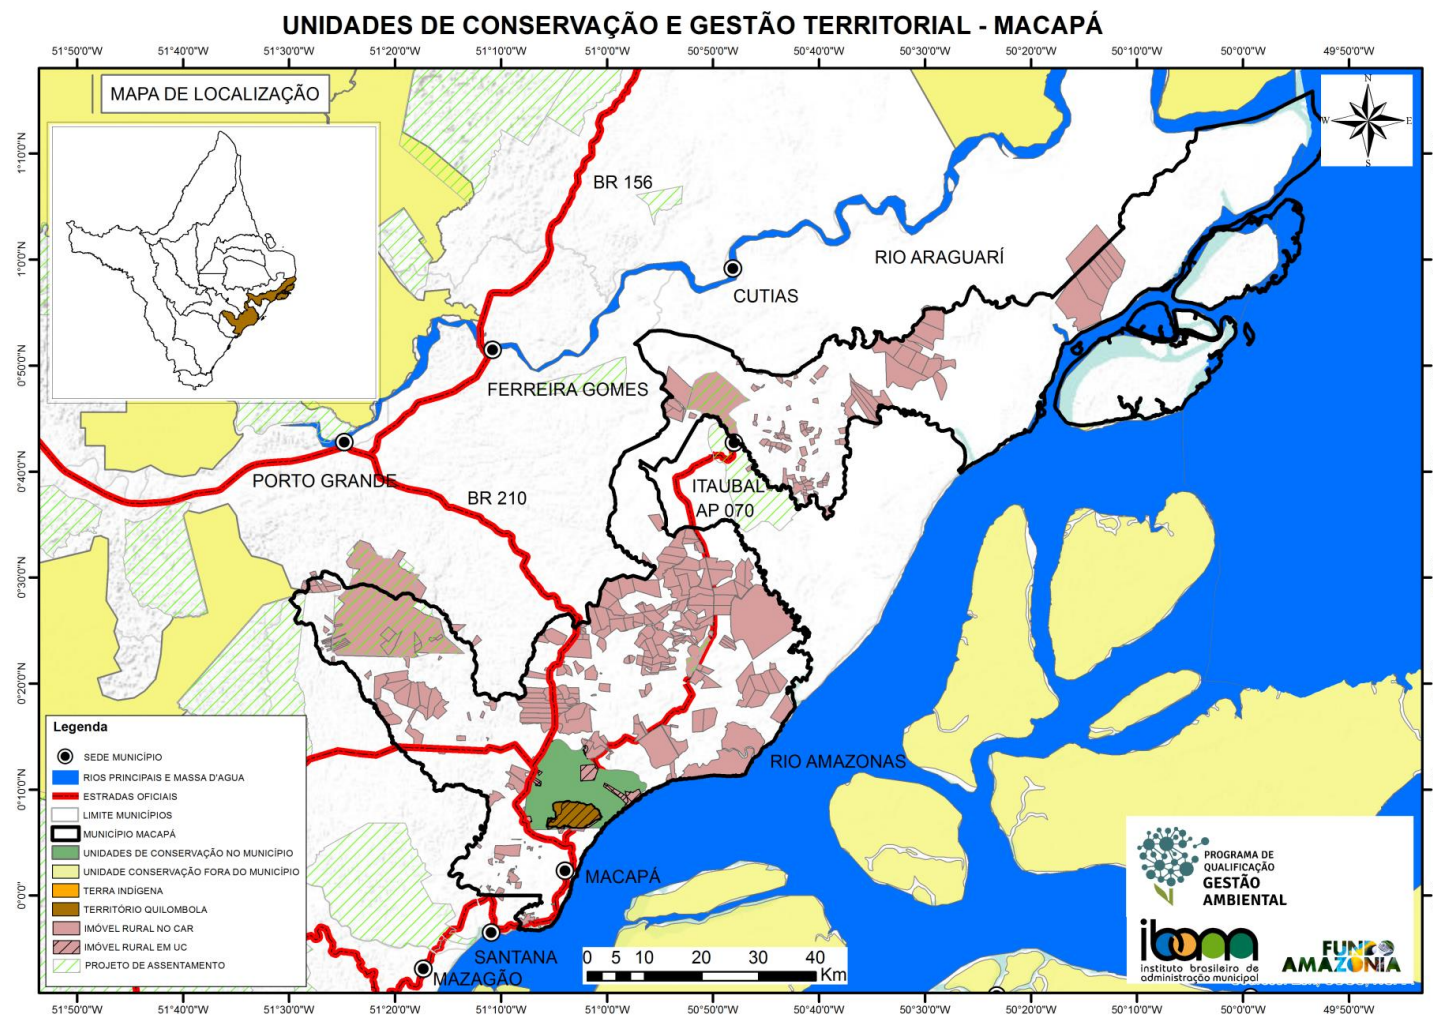 UNIDADES DE CONSERVAÇÃO E GESTÃO TERRITORIAL - MACAPÁ
51°50'0"W 51°40'0"W 51°30'0"W 51°20'0"W 51°10'0"W 51°0'0"W 50°50'0"W 50°40'0"W 50°30'0"W 50°20'0"W 50°10'0"W 50°0'0"W 49°50'0"W
MAPA DE LOCALIZAÇÃO
N
W E
S
1°10'0"N
1°0'0"N
0°50'0"N
0°40'0"N
0°30'0"N
0°20'0"N
0°10'0"N
0°0'0"
BR 156
RIO ARAGUARÍ
CUTIAS
FERREIRA GOMES
PORTO GRANDE
BR 210
ITAUBAL
AP 070
RIO AMAZONAS
MACAPÁ
SANTANA
MAZAGÃO
Legenda
SEDE MUNICÍPIO
RIOS PRINCIPAIS E MASSA D'AGUA
ESTRADAS OFICIAIS
LIMITE MUNICÍPIOS
MUNICÍPIO MACAPÁ
UNIDADES DE CONSERVAÇÃO NO MUNICÍPIO
UNIDADE CONSERVAÇÃO FORA DO MUNICÍPIO
TERRA INDÍGENA
TERRITÓRIO QUILOMBOLA
IMÓVEL RURAL NO CAR
IMÓVEL RURAL EM UC
PROJETO DE ASSENTAMENTO
0 5 10 20 30 40
Km
PROGRAMA DE
QUALIFICAÇÃO
GESTÃO
AMBIENTAL
ibam
instituto brasileiro de
administração municipal
FUNDO
AMAZÔNIA
51°50'0"W 51°40'0"W 51°30'0"W 51°20'0"W 51°10'0"W 51°0'0"W 50°50'0"W 50°40'0"W 50°30'0"W 50°20'0"W 50°10'0"W 50°0'0"W 49°50'0"W